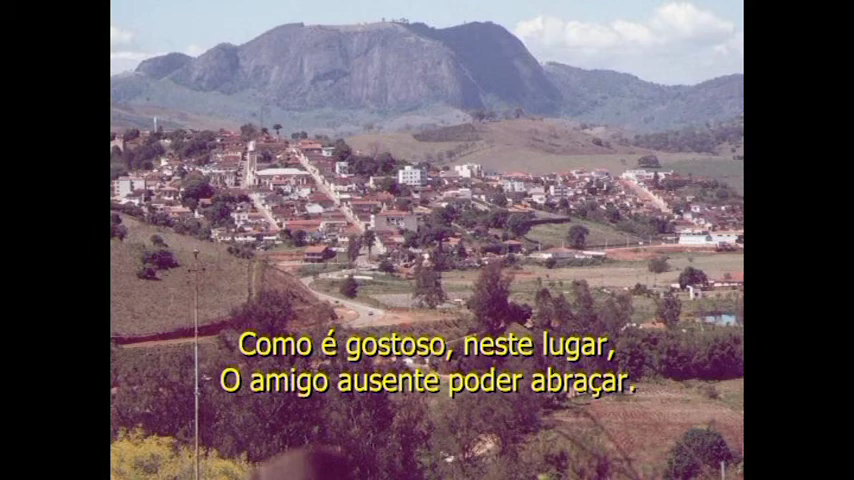 Como é gostoso, neste lugar,
O amigo ausente poder abraçar.